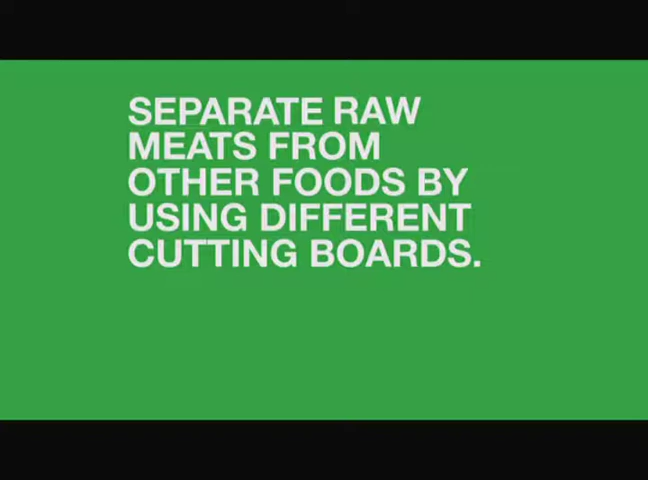 SEPARATE RAW
MEATS FROM
OTHER FOODS BY
USING DIFFERENT
CUTTING BOARDS.